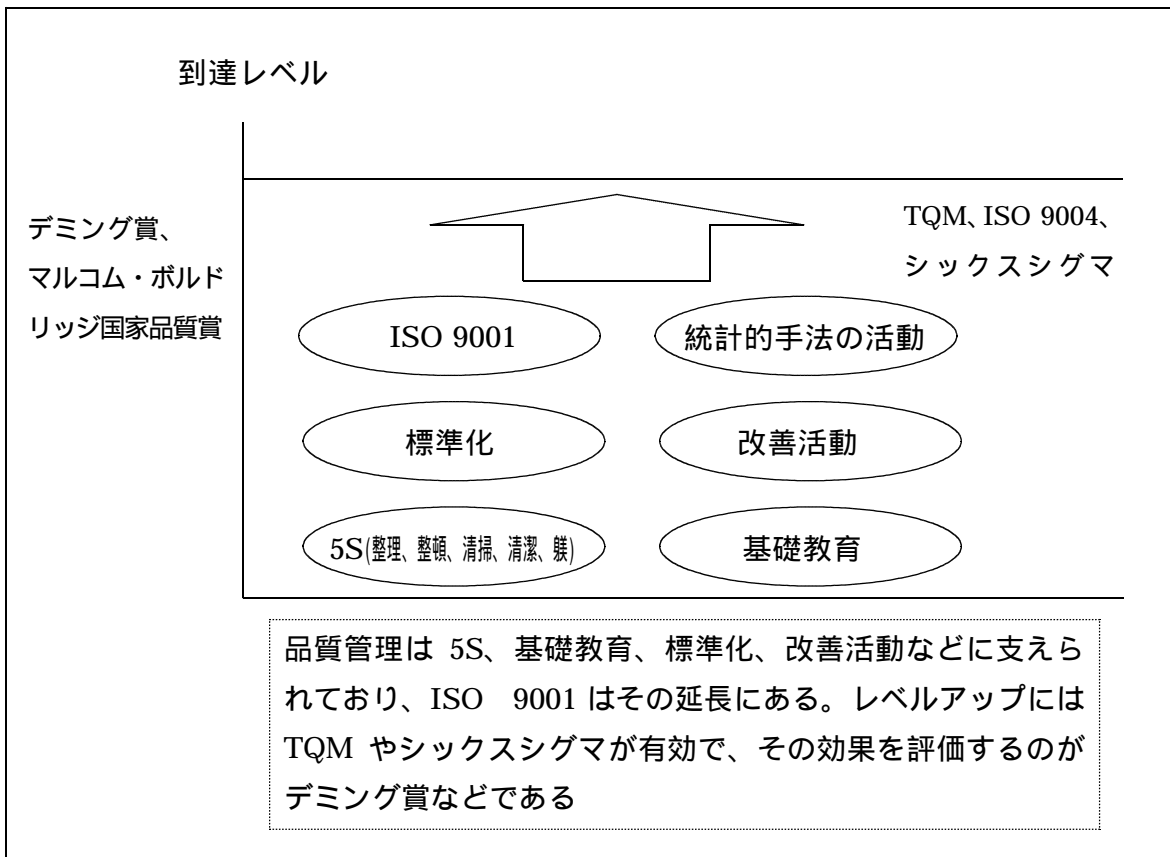 到達レベル
デミング賞、
マルコム・ボルド
リッジ国家品質賞
TQM、ISO 9004、
シックスシグマ
ISO 9001
統計的手法の活動
標準化
改善活動
5S(整理、整頓、清掃、清潔、躾)
基礎教育
品質管理は 5S、基礎教育、標準化、改善活動などに支えら
れており、ISO 9001 はその延長にある。レベルアップには
TQM やシックスシグマが有効で、その効果を評価するのが
デミング賞などである